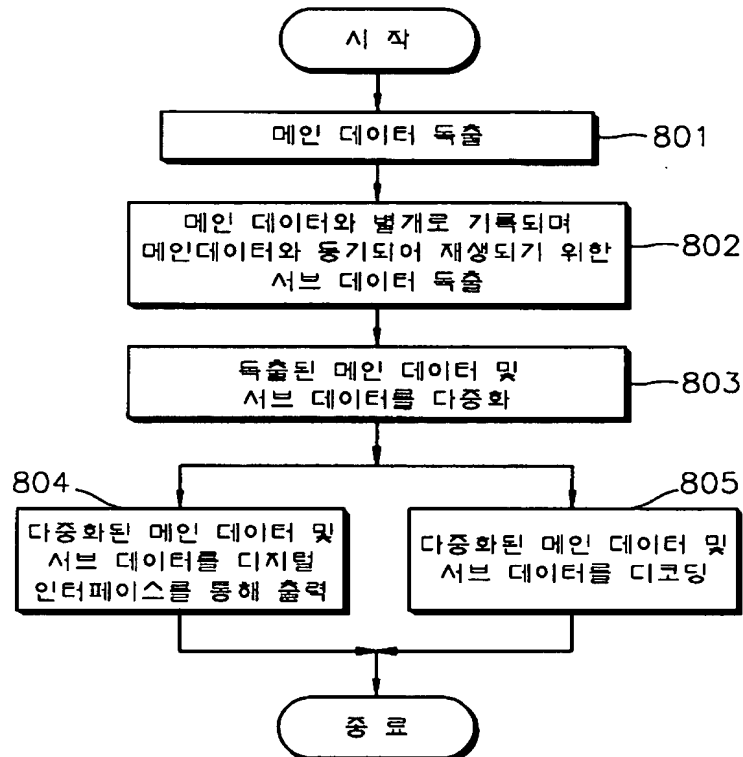 시 작
메인 데이터 독출
801
메인 데이터와 별개로 기록되며
메인데이터와 동기되어 재생되기 위한
서브 데이터 독출
802
독출된 메인 데이터 및
서브 데이터를 다중화
803
804
다중화된 메인 데이터 및
서브 데이터를 디지털
인터페이스를 통해 출력
805
다중화된 메인 데이터 및
서브 데이터를 디코딩
종 료